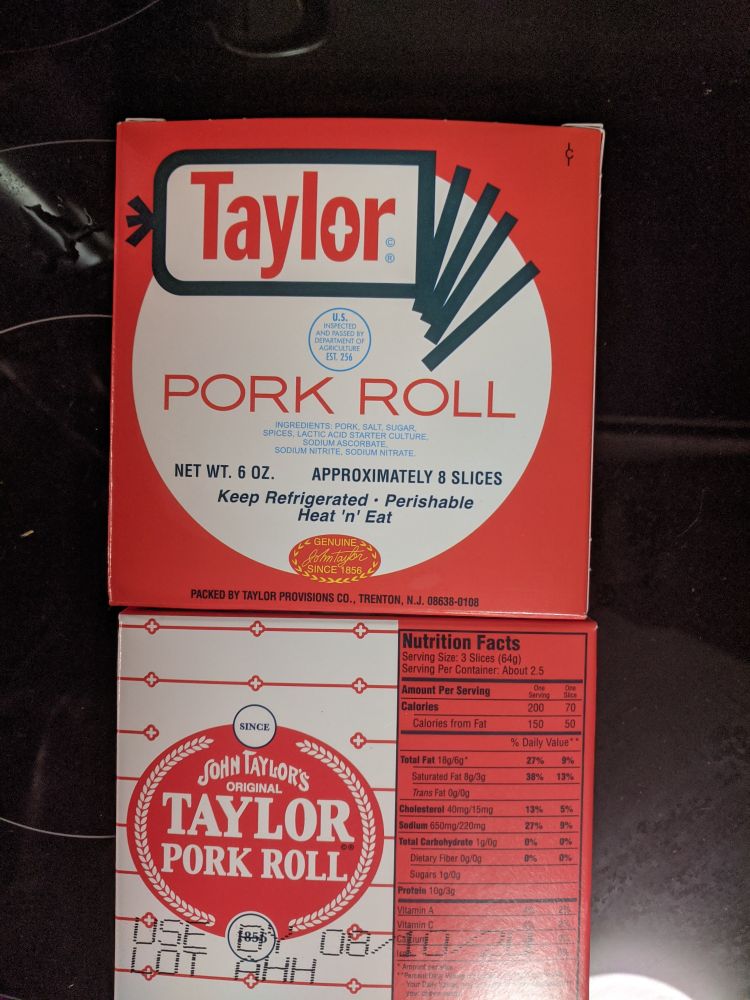 ¢
Taylor
©
®
U.S.
INSPECTED
AND PASSED BY
DEPARTMENT OF
AGRICULTURE
EST. 256
PORK ROLL
INGREDIENTS: PORK, SALT, SUGAR,
SPICES, LACTIC ACID STARTER CULTURE,
SODIUM ASCORBATE,
SODIUM NITRITE, SODIUM NITRATE.
NET WT. 6 OZ. APPROXIMATELY 8 SLICES
Keep Refrigerated · Perishable
Heat 'n' Eat
GENUINE
John Taylor
SINCE 1856
PACKED BY TAYLOR PROVISIONS CO., TRENTON, N.J. 08638-0108
SINCE
JOHN TAYLOR'S
ORIGINAL
TAYLOR
©®
PORK ROLL
1856
USE BY 08/10/
LOT AHH
Nutrition Facts
Serving Size: 3 Slices (64g)
Serving Per Container: About 2.5
Amount Per Serving One Serving One Slice
Calories 200 70
Calories from Fat 150 50
% Daily Value**
Total Fat 18g/6g* 27% 9%
Saturated Fat 8g/3g 38% 13%
Trans Fat 0g/0g
Cholesterol 40mg/15mg 13% 5%
Sodium 650mg/220mg 27% 9%
Total Carbohydrate 1g/0g 0% 0%
Dietary Fiber 0g/0g 0% 0%
Sugars 1g/0g
Protein 10g/3g
Vitamin A
Vitamin C
Calcium